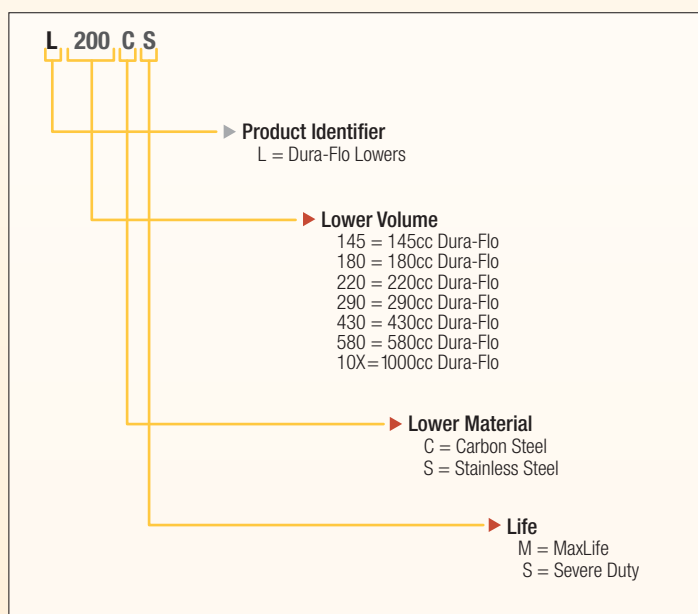 L 200 C S
Product Identifier
L = Dura-Flo Lowers
Lower Volume
145 = 145cc Dura-Flo
180 = 180cc Dura-Flo
220 = 220cc Dura-Flo
290 = 290cc Dura-Flo
430 = 430cc Dura-Flo
580 = 580cc Dura-Flo
10X=1000cc Dura-Flo
Lower Material
C = Carbon Steel
S = Stainless Steel
Life
M = MaxLife
S = Severe Duty